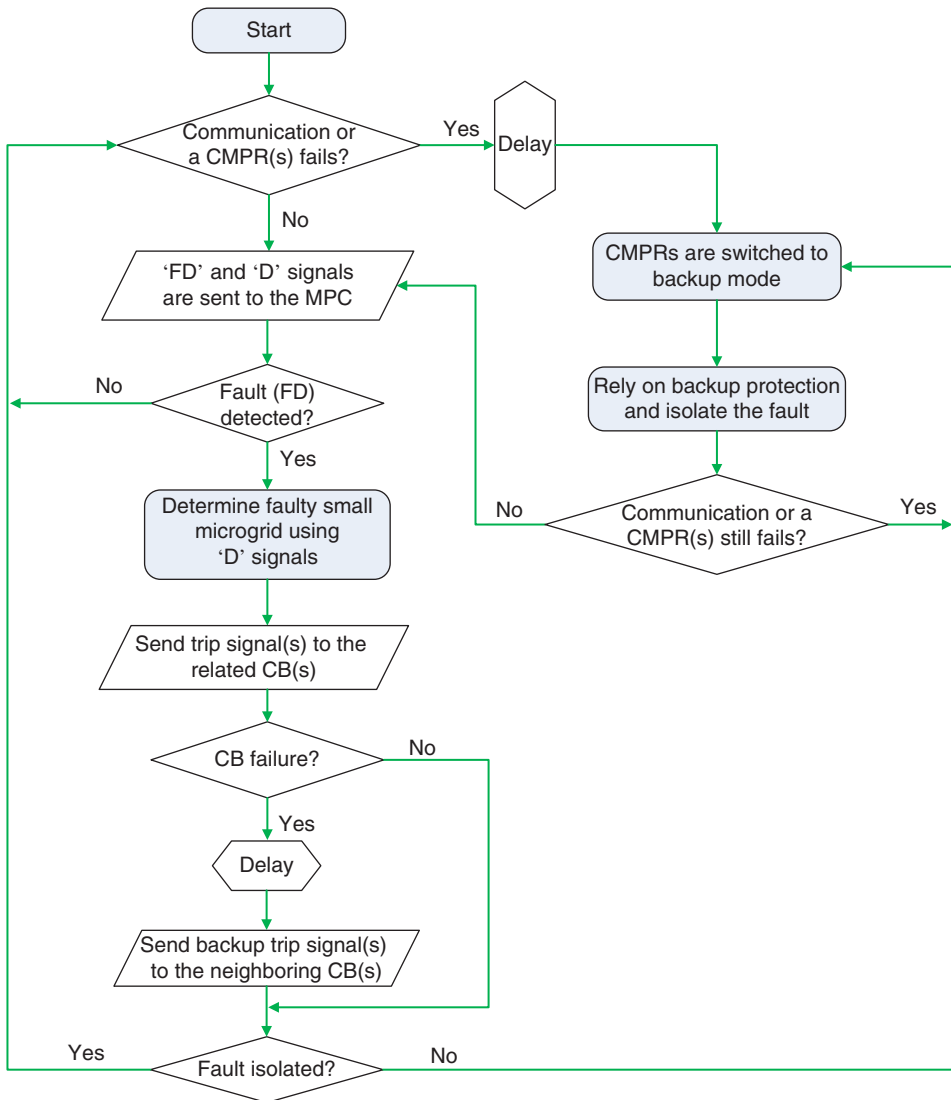 Start
Communication or
a CMPR(s) fails?
Yes
Delay
No
CMPRs are switched to
backup mode
‘FD’ and ‘D’ signals
are sent to the MPC
No
Fault (FD)
detected?
Rely on backup protection
and isolate the fault
Yes
Determine faulty small
microgrid using
‘D’ signals
No
Communication or a
CMPR(s) still fails?
Yes
Send trip signal(s) to the
related CB(s)
CB failure?
No
Yes
Delay
Send backup trip signal(s)
to the neighboring CB(s)
Yes
Fault isolated?
No